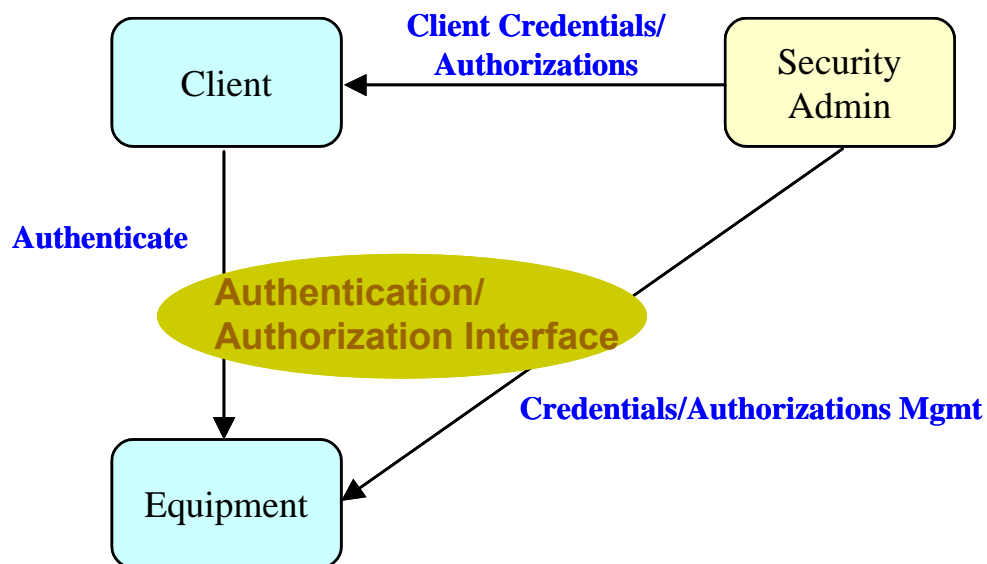 Client Credentials/
Authorizations
Client
Security
Admin
Authenticate
Authentication/
Authorization Interface
Credentials/Authorizations Mgmt
Equipment